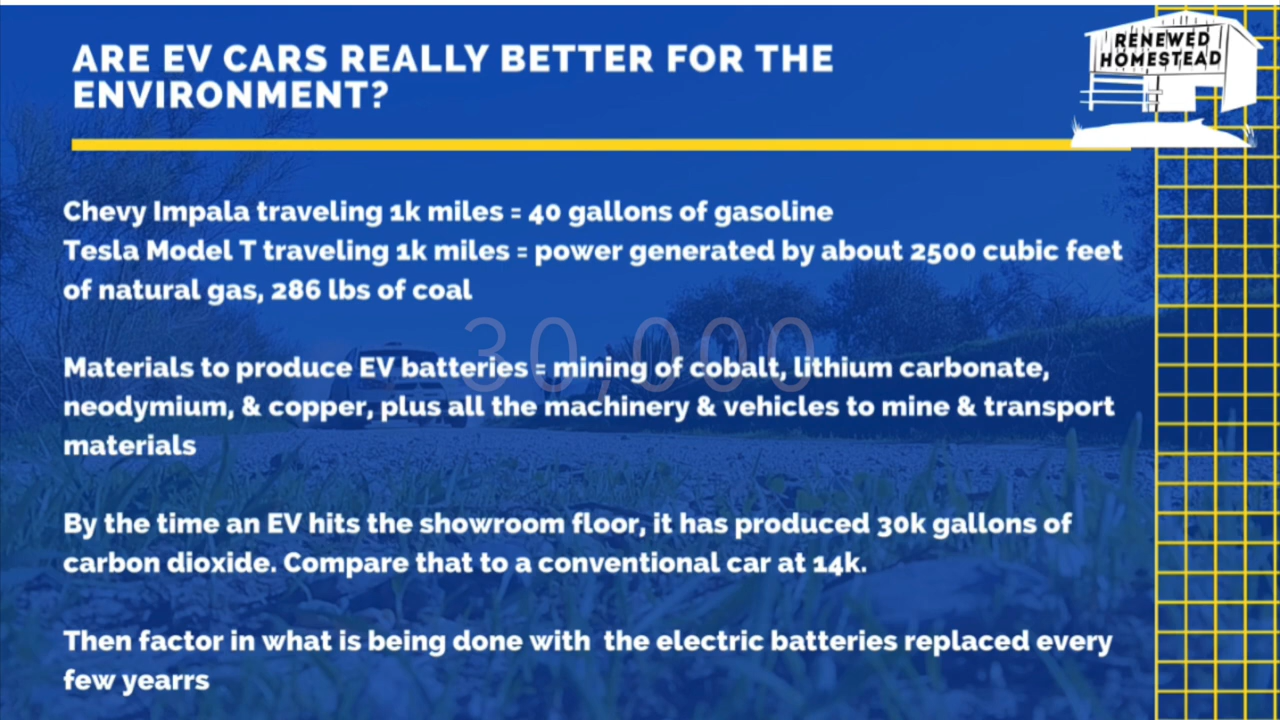 ARE EV CARS REALLY BETTER FOR THE
ENVIRONMENT?
RENEWED
HOMESTEAD
Chevy Impala traveling 1k miles = 40 gallons of gasoline
Tesla Model T traveling 1k miles = power generated by about 2500 cubic feet
of natural gas, 286 lbs of coal
30,000
Materials to produce EV batteries = mining of cobalt, lithium carbonate,
neodymium, & copper, plus all the machinery & vehicles to mine & transport
materials
By the time an EV hits the showroom floor, it has produced 30k gallons of
carbon dioxide. Compare that to a conventional car at 14k.
Then factor in what is being done with  the electric batteries replaced every
few yearrs